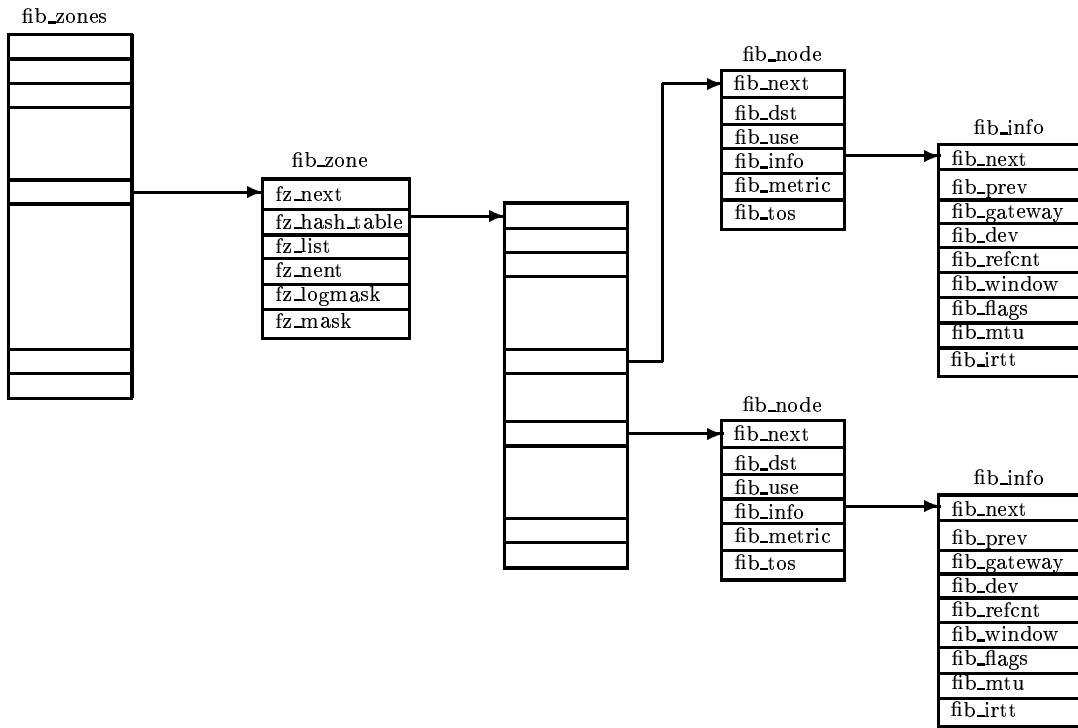 fib_zones
fib_zone
fz_next
fz_hash_table
fz_list
fz_nent
fz_logmask
fz_mask
fib_node
fib_next
fib_dst
fib_use
fib_info
fib_metric
fib_tos
fib_info
fib_next
fib_prev
fib_gateway
fib_dev
fib_refcnt
fib_window
fib_flags
fib_mtu
fib_irtt
fib_node
fib_next
fib_dst
fib_use
fib_info
fib_metric
fib_tos
fib_info
fib_next
fib_prev
fib_gateway
fib_dev
fib_refcnt
fib_window
fib_flags
fib_mtu
fib_irtt